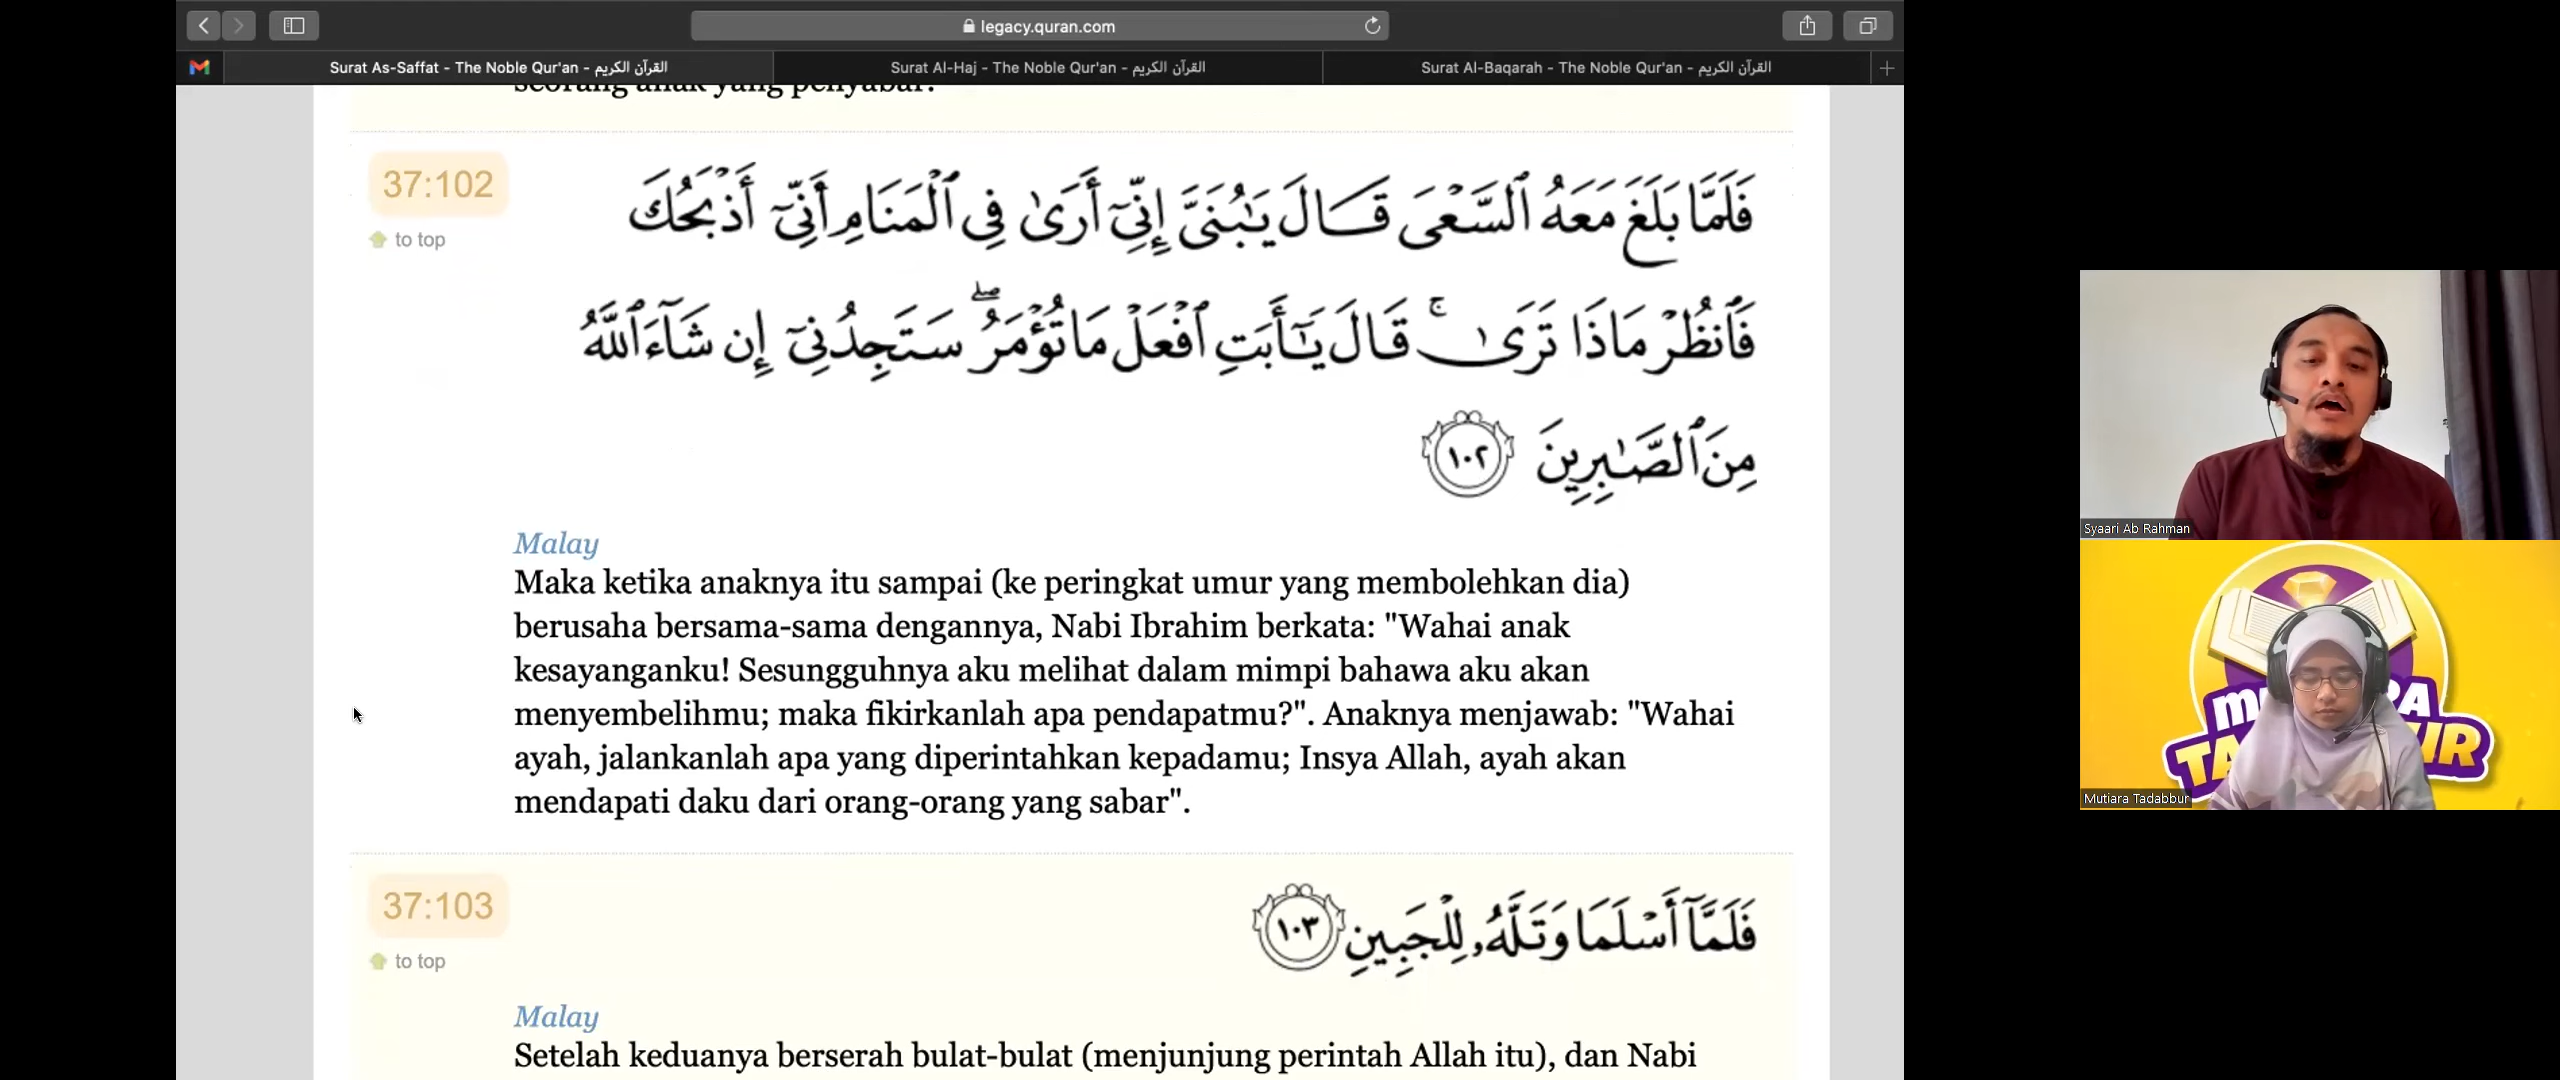 legacy.quran.com
Surat As-Saffat - The Noble Qur'an - القرآن الكريم
Surat Al-Haj - The Noble Qur'an - القرآن الكريم
Surat Al-Baqarah - The Noble Qur'an - القرآن الكريم
seorang anak yang penyabar.
37:102
to top
فَلَمَّا بَلَغَ مَعَهُ ٱلسَّعْىَ قَالَ يَـٰبُنَىَّ إِنِّىٓ أَرَىٰ فِى ٱلْمَنَامِ أَنِّىٓ أَذْبَحُكَ
فَٱنظُرْ مَاذَا تَرَىٰ ۚ قَالَ يَـٰٓأَبَتِ ٱفْعَلْ مَا تُؤْمَرُ ۖ سَتَجِدُنِىٓ إِن شَآءَ ٱللَّهُ
مِنَ ٱلصَّـٰبِرِينَ ١٠٢
Malay
Maka ketika anaknya itu sampai (ke peringkat umur yang membolehkan dia)
berusaha bersama-sama dengannya, Nabi Ibrahim berkata: "Wahai anak
kesayanganku! Sesungguhnya aku melihat dalam mimpi bahawa aku akan
menyembelihmu; maka fikirkanlah apa pendapatmu?". Anaknya menjawab: "Wahai
ayah, jalankanlah apa yang diperintahkan kepadamu; Insya Allah, ayah akan
mendapati daku dari orang-orang yang sabar".
37:103
to top
فَلَمَّآ أَسْلَمَا وَتَلَّهُۥ لِلْجَبِينِ ١٠٣
Malay
Setelah keduanya berserah bulat-bulat (menjunjung perintah Allah itu), dan Nabi
Syaari Ab Rahman
Mutiara Tadabbur